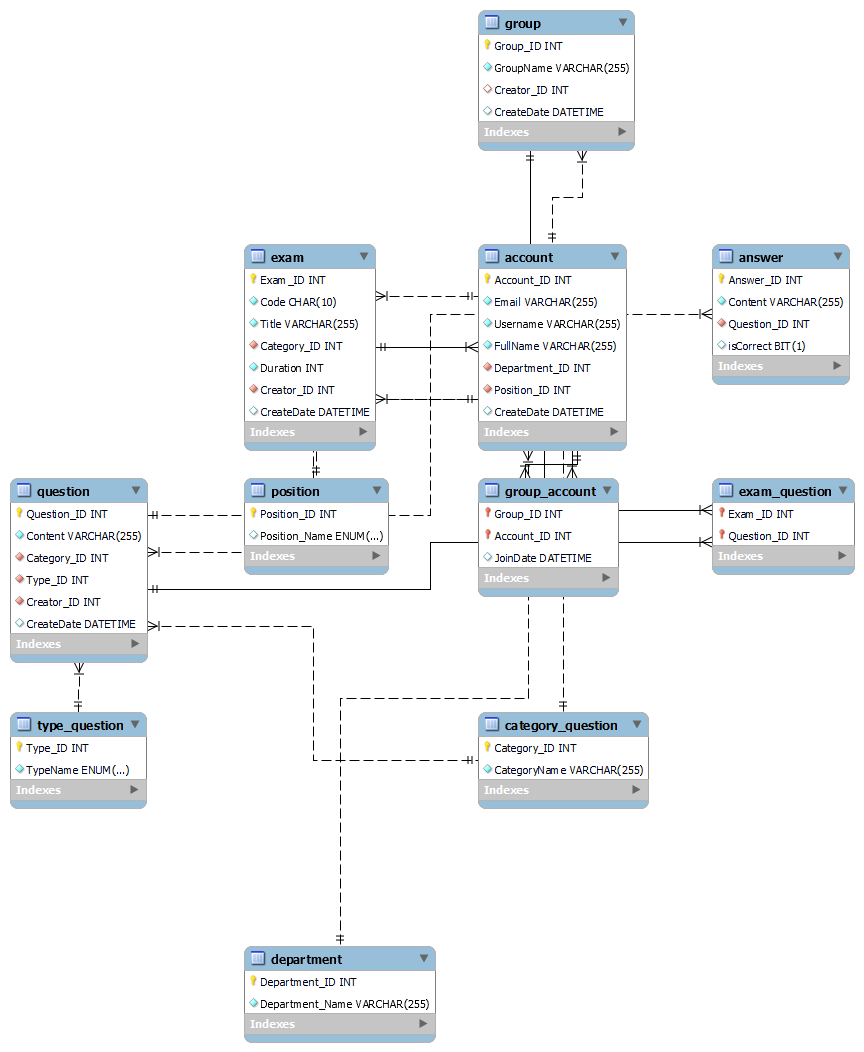 group
Group_ID INT
GroupName VARCHAR(255)
Creator_ID INT
CreateDate DATETIME
Indexes
exam
Exam_ID INT
Code CHAR(10)
Title VARCHAR(255)
Category_ID INT
Duration INT
Creator_ID INT
CreateDate DATETIME
Indexes
account
Account_ID INT
Email VARCHAR(255)
Username VARCHAR(255)
FullName VARCHAR(255)
Department_ID INT
Position_ID INT
CreateDate DATETIME
Indexes
answer
Answer_ID INT
Content VARCHAR(255)
Question_ID INT
isCorrect BIT(1)
Indexes
question
Question_ID INT
Content VARCHAR(255)
Category_ID INT
Type_ID INT
Creator_ID INT
CreateDate DATETIME
Indexes
position
Position_ID INT
Position_Name ENUM(...)
Indexes
group_account
Group_ID INT
Account_ID INT
JoinDate DATETIME
Indexes
exam_question
Exam_ID INT
Question_ID INT
Indexes
type_question
Type_ID INT
TypeName ENUM(...)
Indexes
category_question
Category_ID INT
CategoryName VARCHAR(255)
Indexes
department
Department_ID INT
Department_Name VARCHAR(255)
Indexes